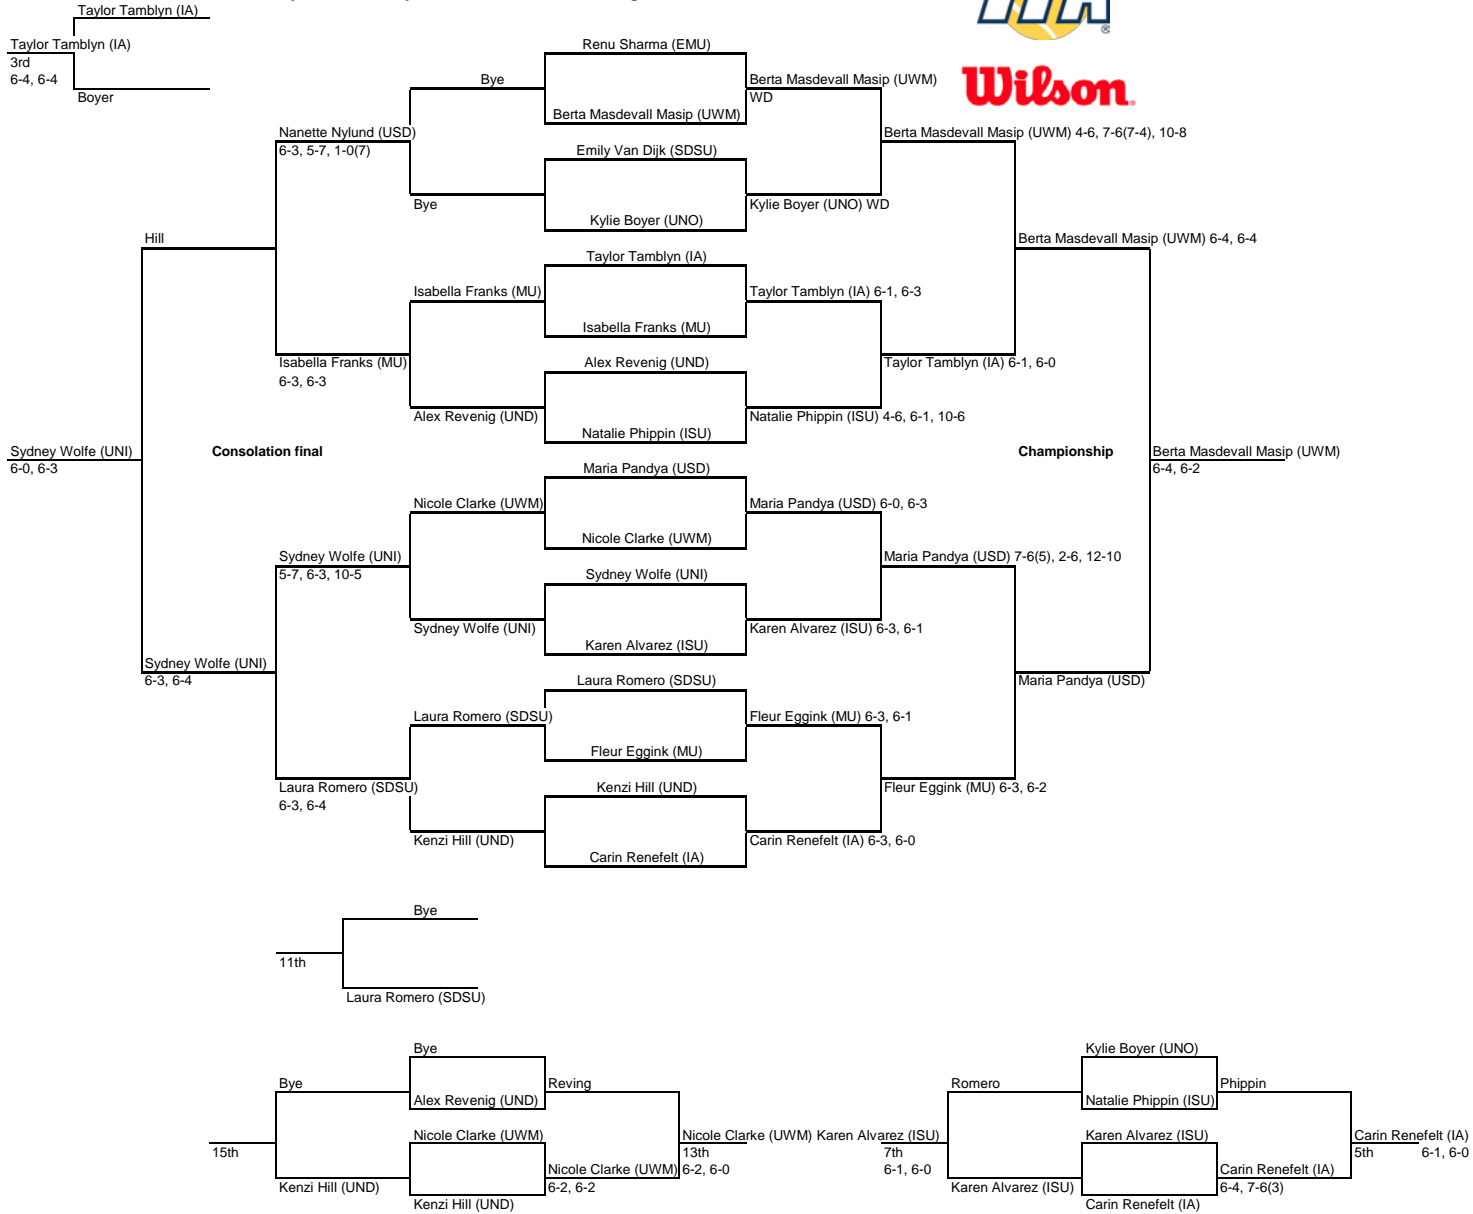 Taylor Tamblyn (IA)
Taylor Tamblyn (IA)
3rd
6-4, 6-4
Boyer
ITA
®
Wilson.
Renu Sharma (EMU)
Bye
Berta Masdevall Masip (UWM)
WD
Berta Masdevall Masip (UWM)
Nanette Nylund (USD)
6-3, 5-7, 1-0(7)
Berta Masdevall Masip (UWM) 4-6, 7-6(7-4), 10-8
Emily Van Dijk (SDSU)
Bye
Kylie Boyer (UNO) WD
Kylie Boyer (UNO)
Hill
Berta Masdevall Masip (UWM) 6-4, 6-4
Taylor Tamblyn (IA)
Isabella Franks (MU)
Taylor Tamblyn (IA) 6-1, 6-3
Isabella Franks (MU)
Isabella Franks (MU)
6-3, 6-3
Alex Revenig (UND)
Taylor Tamblyn (IA) 6-1, 6-0
Alex Revenig (UND)
Natalie Phippin (ISU) 4-6, 6-1, 10-6
Natalie Phippin (ISU)
Sydney Wolfe (UNI)
6-0, 6-3
Consolation final
Championship
Berta Masdevall Masip (UWM)
6-4, 6-2
Maria Pandya (USD)
Nicole Clarke (UWM)
Maria Pandya (USD) 6-0, 6-3
Nicole Clarke (UWM)
Sydney Wolfe (UNI)
5-7, 6-3, 10-5
Maria Pandya (USD) 7-6(5), 2-6, 12-10
Sydney Wolfe (UNI)
Sydney Wolfe (UNI)
Karen Alvarez (ISU) 6-3, 6-1
Karen Alvarez (ISU)
Sydney Wolfe (UNI)
6-3, 6-4
Maria Pandya (USD)
Laura Romero (SDSU)
Laura Romero (SDSU)
Fleur Eggink (MU) 6-3, 6-1
Fleur Eggink (MU)
Laura Romero (SDSU)
6-3, 6-4
Kenzi Hill (UND)
Fleur Eggink (MU) 6-3, 6-2
Kenzi Hill (UND)
Carin Renefelt (IA) 6-3, 6-0
Carin Renefelt (IA)
Bye
11th
Laura Romero (SDSU)
Bye
Bye
Reving
Alex Revenig (UND)
Nicole Clarke (UWM)
15th
Nicole Clarke (UWM)
13th
6-2, 6-0
Nicole Clarke (UWM)
6-2, 6-2
Kenzi Hill (UND)
Kenzi Hill (UND)
Kylie Boyer (UNO)
Romero
Phippin
Natalie Phippin (ISU)
Karen Alvarez (ISU)
7th
6-1, 6-0
Karen Alvarez (ISU)
Carin Renefelt (IA)
5th 6-1, 6-0
Carin Renefelt (IA)
6-4, 7-6(3)
Karen Alvarez (ISU)
Carin Renefelt (IA)